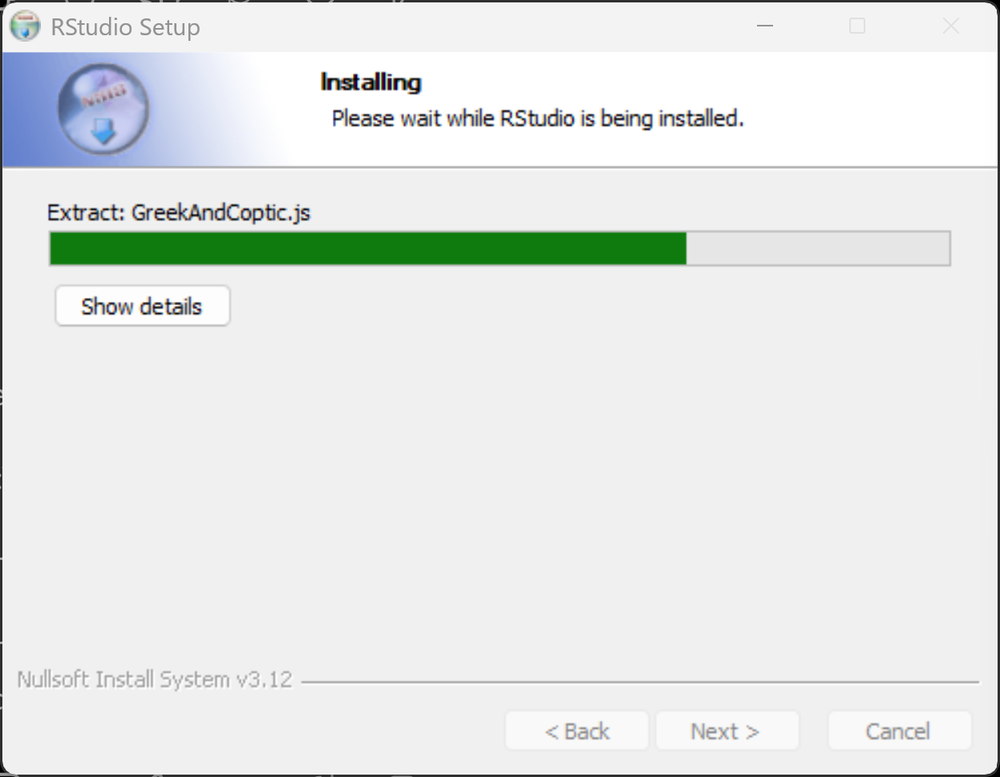 RStudio Setup
Installing
Please wait while RStudio is being installed.
Extract: GreekAndCoptic.js
Show details
Nullsoft Install System v3.12
< Back
Next >
Cancel